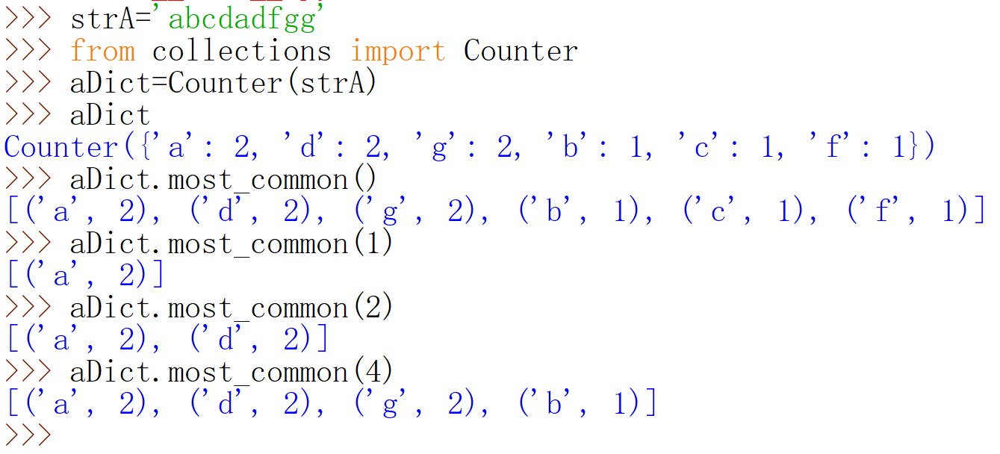 >>> strA='abcdadfgg'
>>> from collections import Counter
>>> aDict=Counter(strA)
>>> aDict
Counter({'a': 2, 'd': 2, 'g': 2, 'b': 1, 'c': 1, 'f': 1})
>>> aDict.most_common()
[('a', 2), ('d', 2), ('g', 2), ('b', 1), ('c', 1), ('f', 1)]
>>> aDict.most_common(1)
[('a', 2)]
>>> aDict.most_common(2)
[('a', 2), ('d', 2)]
>>> aDict.most_common(4)
[('a', 2), ('d', 2), ('g', 2), ('b', 1)]
>>>